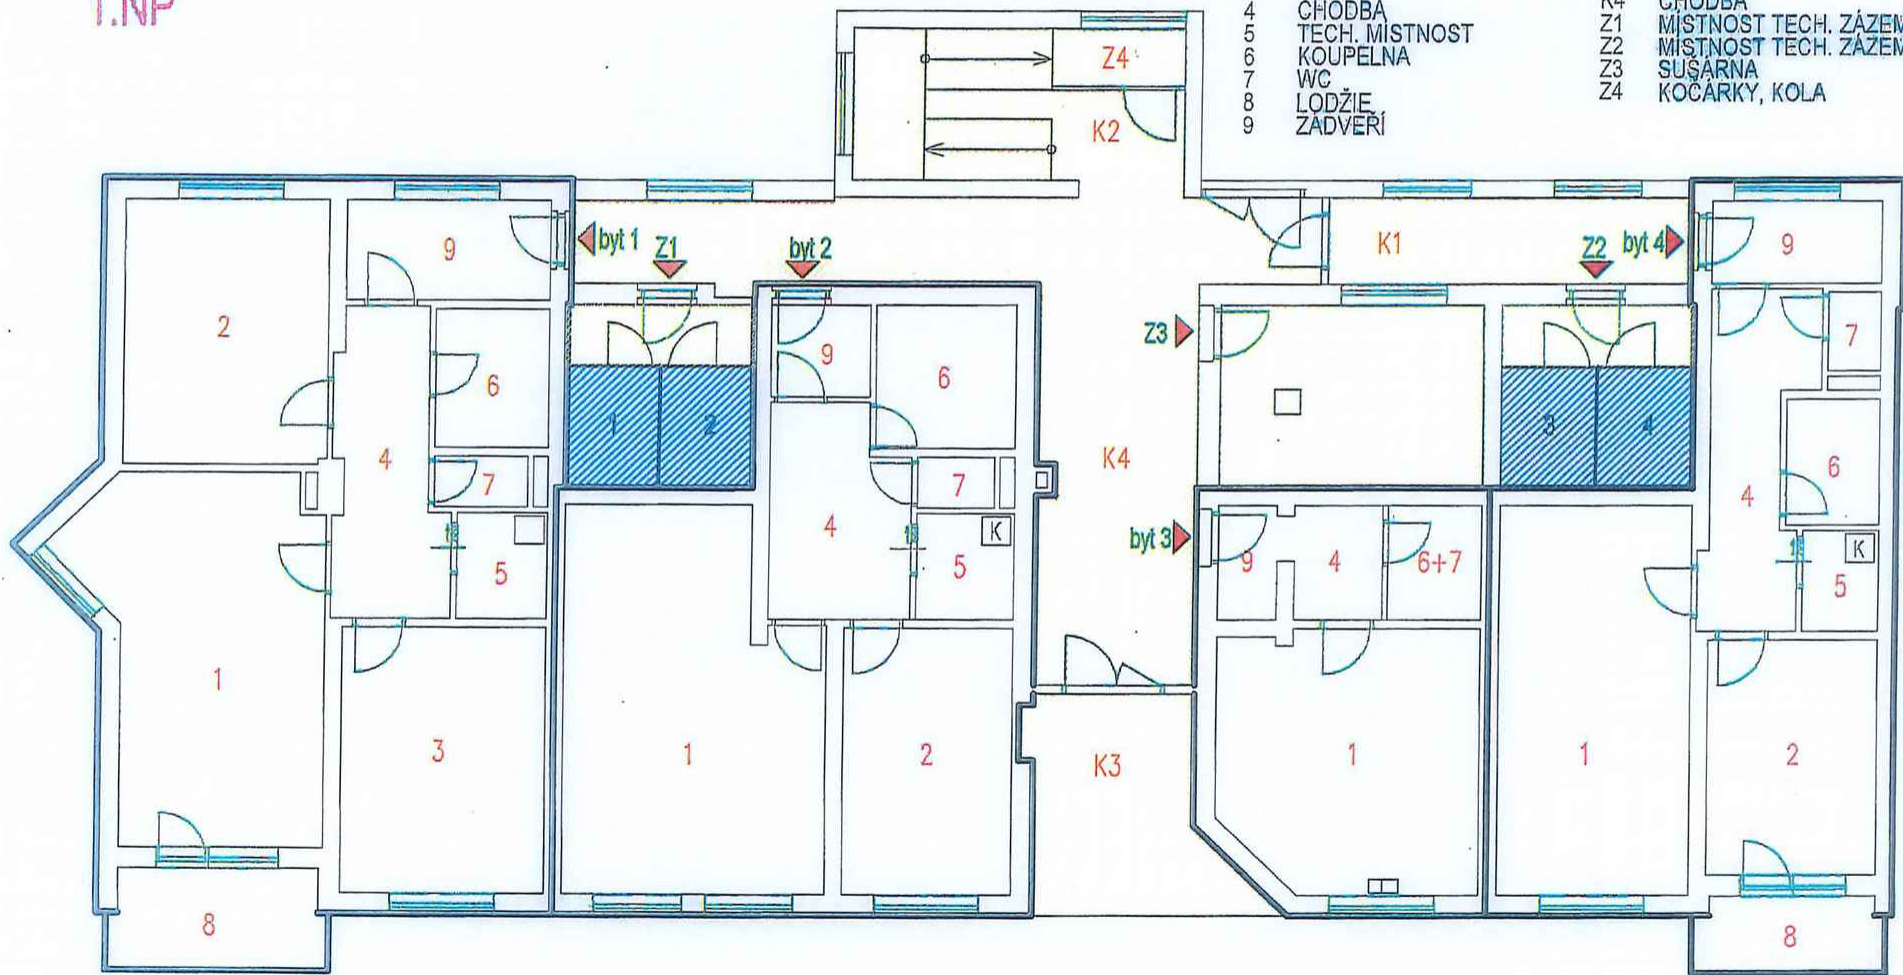 1.NP
4 CHODBA
5 TECH. MÍSTNOST
6 KOUPELNA
7 WC
8 LODŽIE
9 ZÁDVEŘÍ
K4 CHODBA
Z1 MÍSTNOST TECH. ZÁZEM
Z2 MÍSTNOST TECH. ZÁZEM
Z3 SUŠÁRNA
Z4 KOČÁRKY, KOLA
Z4
K2
9
byt 1
Z1
byt 2
K1
Z2
byt 4
9
2
6
9
6
Z3
7
1
2
3
4
4
7
7
4
K4
6
4
5
5
K
byt 3
9
4
6+7
K
5
1
3
1
2
K3
1
1
2
8
8